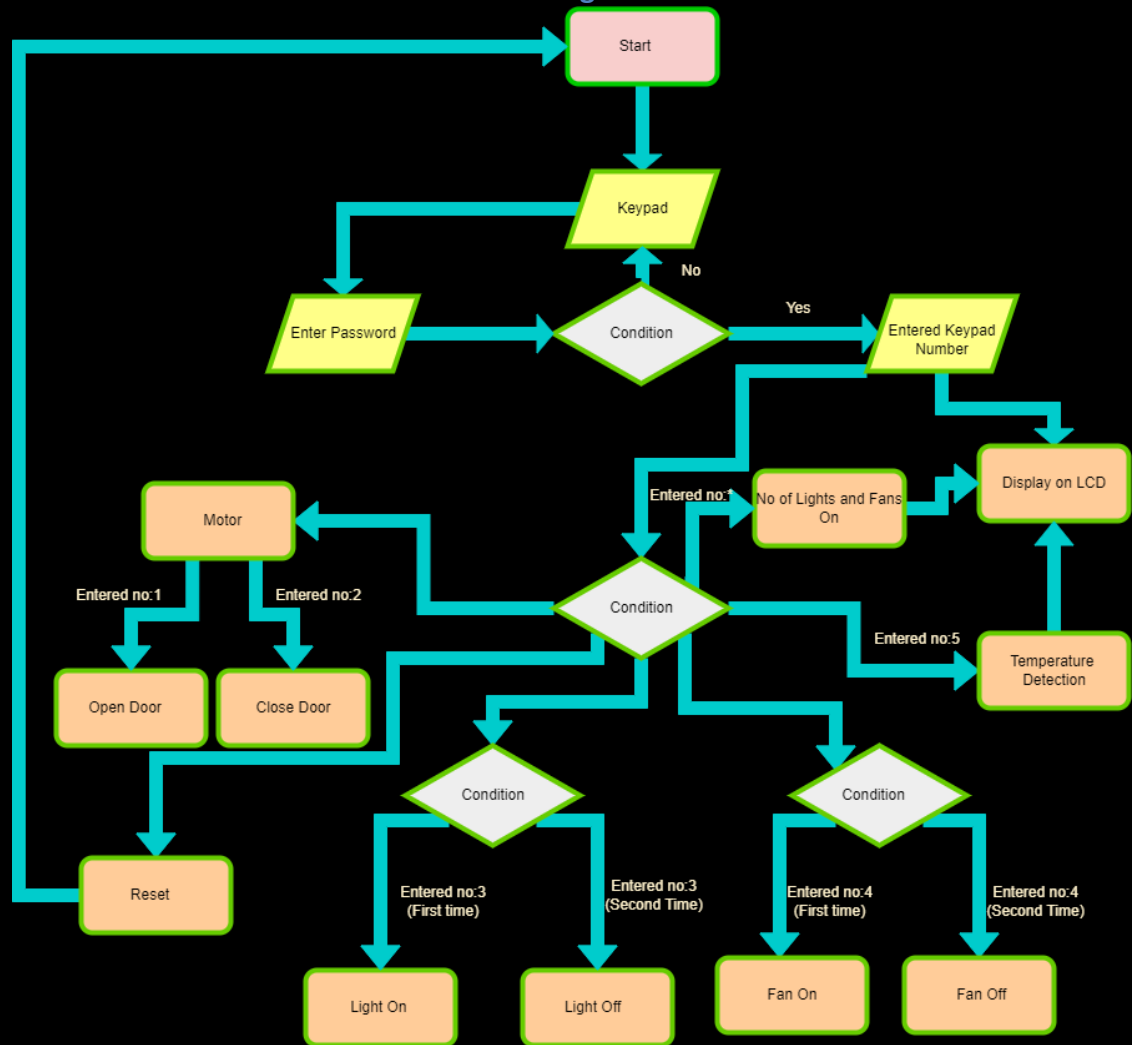 Start
Keypad
No
Yes
Enter Password
Condition
Entered Keypad
Number
Display on LCD
Entered no:*
No of Lights and Fans
On
Motor
Entered no:1
Entered no:2
Condition
Entered no:5
Temperature
Detection
Open Door
Close Door
Condition
Condition
Reset
Entered no:3
(First time)
Entered no:3
(Second Time)
Entered no:4
(First time)
Entered no:4
(Second Time)
Light On
Light Off
Fan On
Fan Off